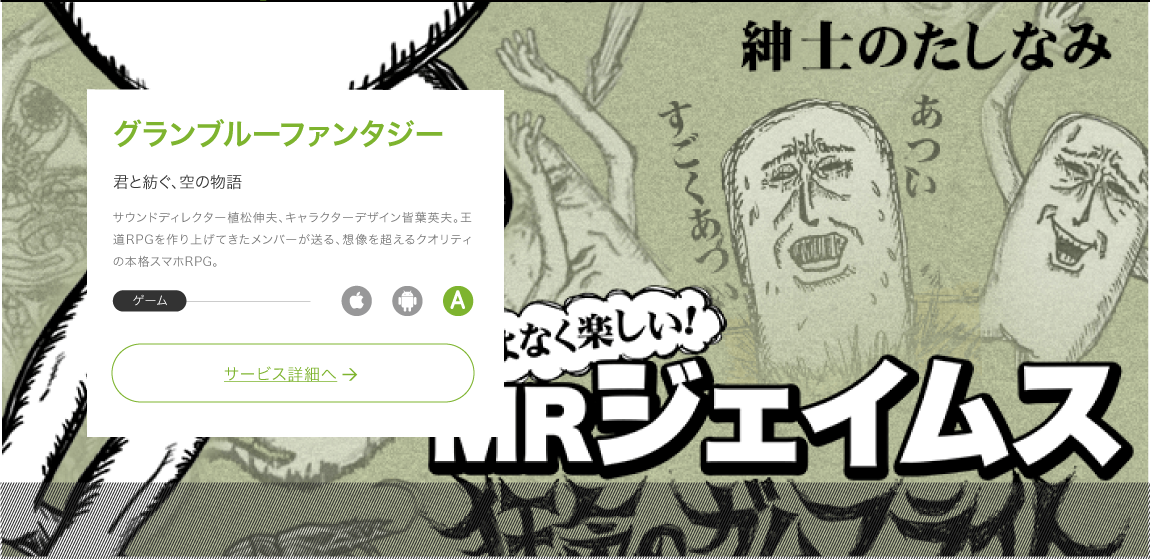 紳士のたしなみ
グランブルーファンタジー
君と紡ぐ、空の物語
サウンドディレクター植松伸夫、キャラクターデザイン皆葉英夫。王
道RPGを作り上げてきたメンバーが送る、想像を超えるクオリティ
の本格スマホRPG。
ゲーム
A
サービス詳細へ →
あつい
すごくあつい
なく楽しい!
MRジェイムス